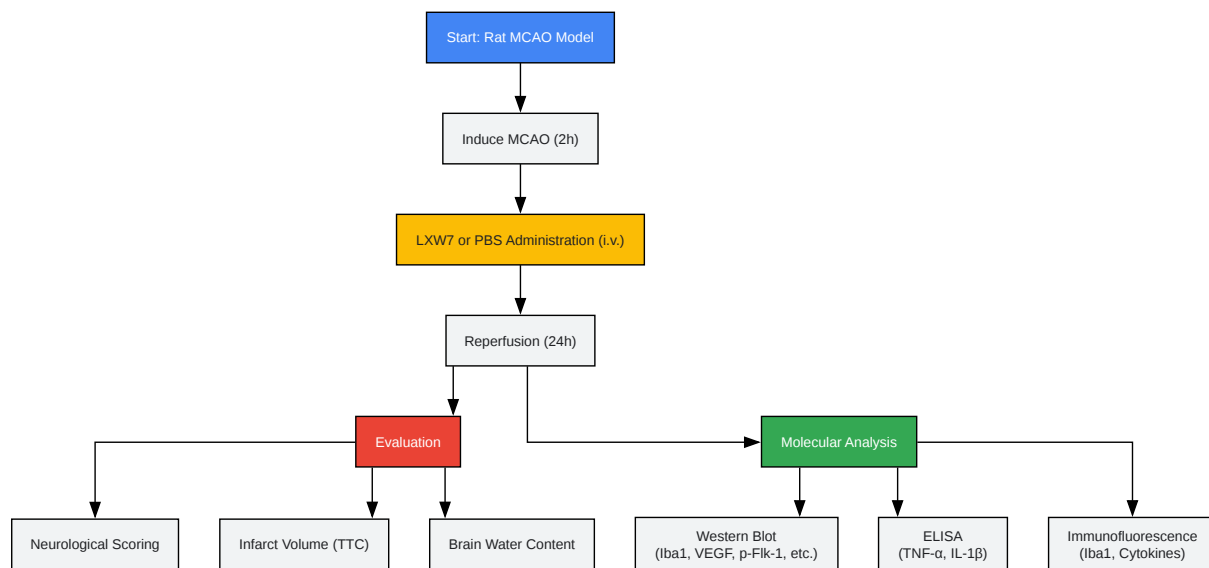 Start: Rat MCAO Model
Induce MCAO (2h)
LXW7 or PBS Administration (i.v.)
Reperfusion (24h)
Evaluation
Molecular Analysis
Neurological Scoring
Infarct Volume (TTC)
Brain Water Content
Western Blot
(Iba1, VEGF, p-Flk-1, etc.)
ELISA
(TNF-α, IL-1β)
Immunofluorescence
(Iba1, Cytokines)